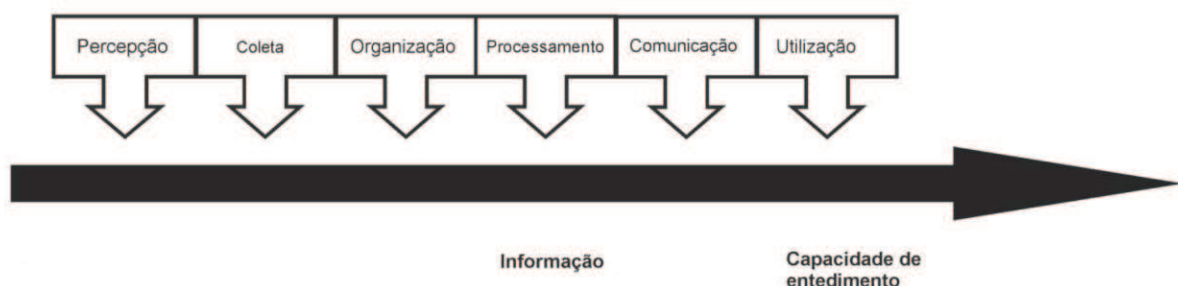 Percepção
Coleta
Organização
Processamento
Comunicação
Utilização
Informação
Capacidade de
entedimento